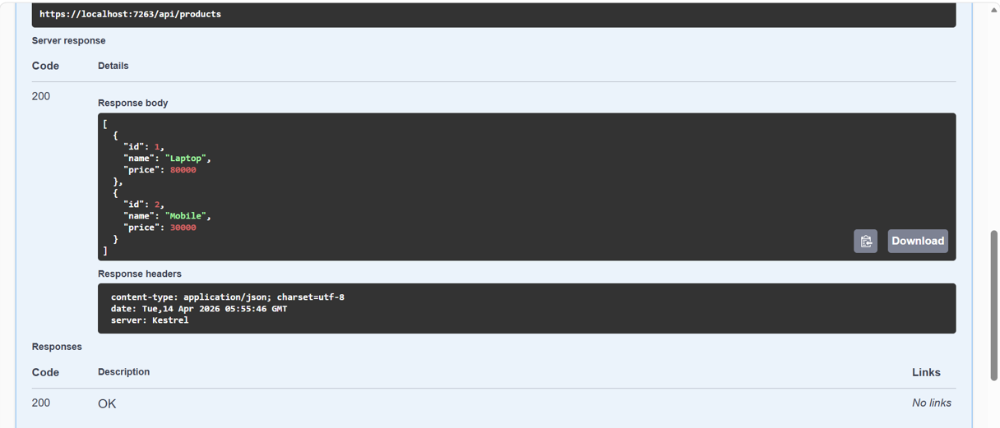 https://localhost:7263/api/products
Server response
Code Details
200
Response body
[
  {
    "id": 1,
    "name": "Laptop",
    "price": 80000
  },
  {
    "id": 2,
    "name": "Mobile",
    "price": 30000
  }
]
Download
Response headers
content-type: application/json; charset=utf-8
date: Tue,14 Apr 2026 05:55:46 GMT
server: Kestrel
Responses
Code Description Links
200 OK No links